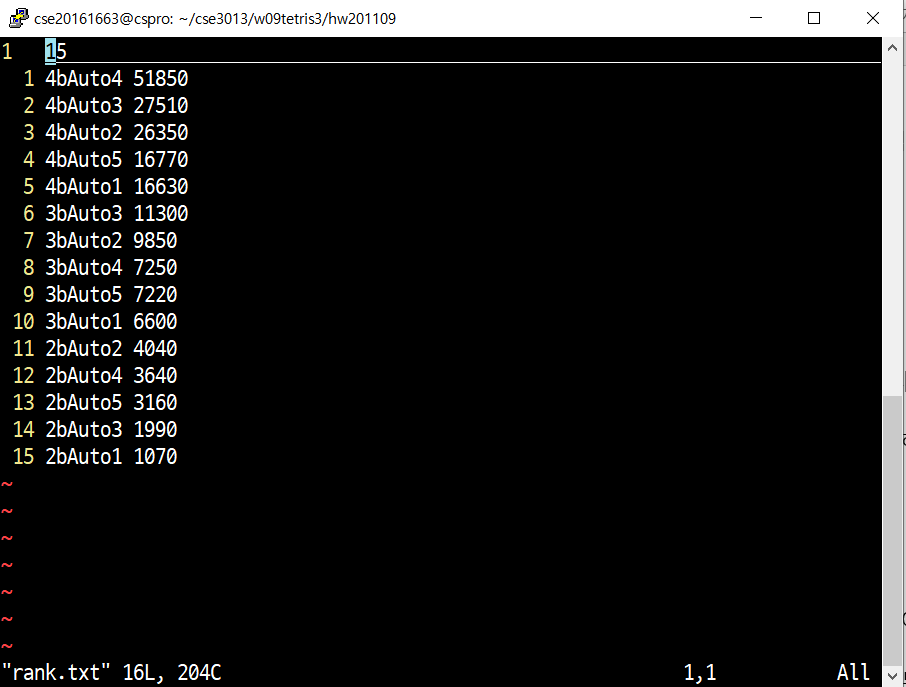 cse20161663@cspro: ~/cse3013/w09tetris3/hw201109
1 15
1 4bAuto4 51850
2 4bAuto3 27510
3 4bAuto2 26350
4 4bAuto5 16770
5 4bAuto1 16630
6 3bAuto3 11300
7 3bAuto2 9850
8 3bAuto4 7250
9 3bAuto5 7220
10 3bAuto1 6600
11 2bAuto2 4040
12 2bAuto4 3640
13 2bAuto5 3160
14 2bAuto3 1990
15 2bAuto1 1070
~
~
~
~
~
~
~
"rank.txt" 16L, 204C 1,1 All